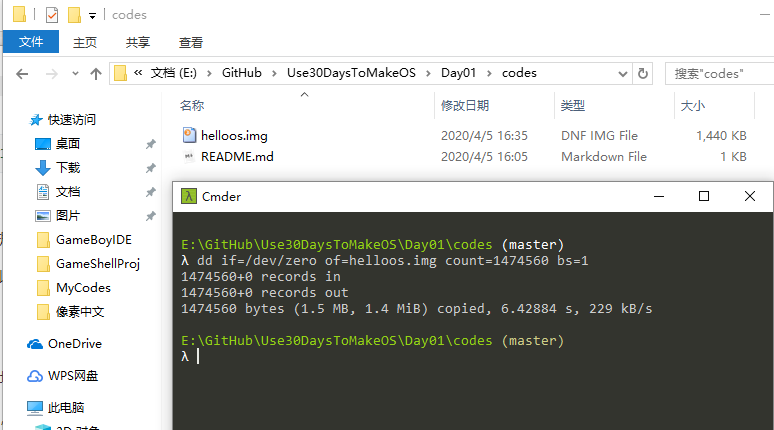 codes
文件 主页 共享 查看
« 文档 (E:) › GitHub › Use30DaysToMakeOS › Day01 › codes 搜索"codes"
名称 修改日期 类型 大小
快速访问
桌面
下载
文档
图片
GameBoyIDE
GameShellProj
MyCodes
像素中文
OneDrive
WPS网盘
此电脑
3D 对象
helloos.img 2020/4/5 16:35 DNF IMG File 1,440 KB
README.md 2020/4/5 16:05 Markdown File 1 KB
λ Cmder
E:\GitHub\Use30DaysToMakeOS\Day01\codes (master)
λ dd if=/dev/zero of=helloos.img count=1474560 bs=1
1474560+0 records in
1474560+0 records out
1474560 bytes (1.5 MB, 1.4 MiB) copied, 6.42884 s, 229 kB/s
E:\GitHub\Use30DaysToMakeOS\Day01\codes (master)
λ